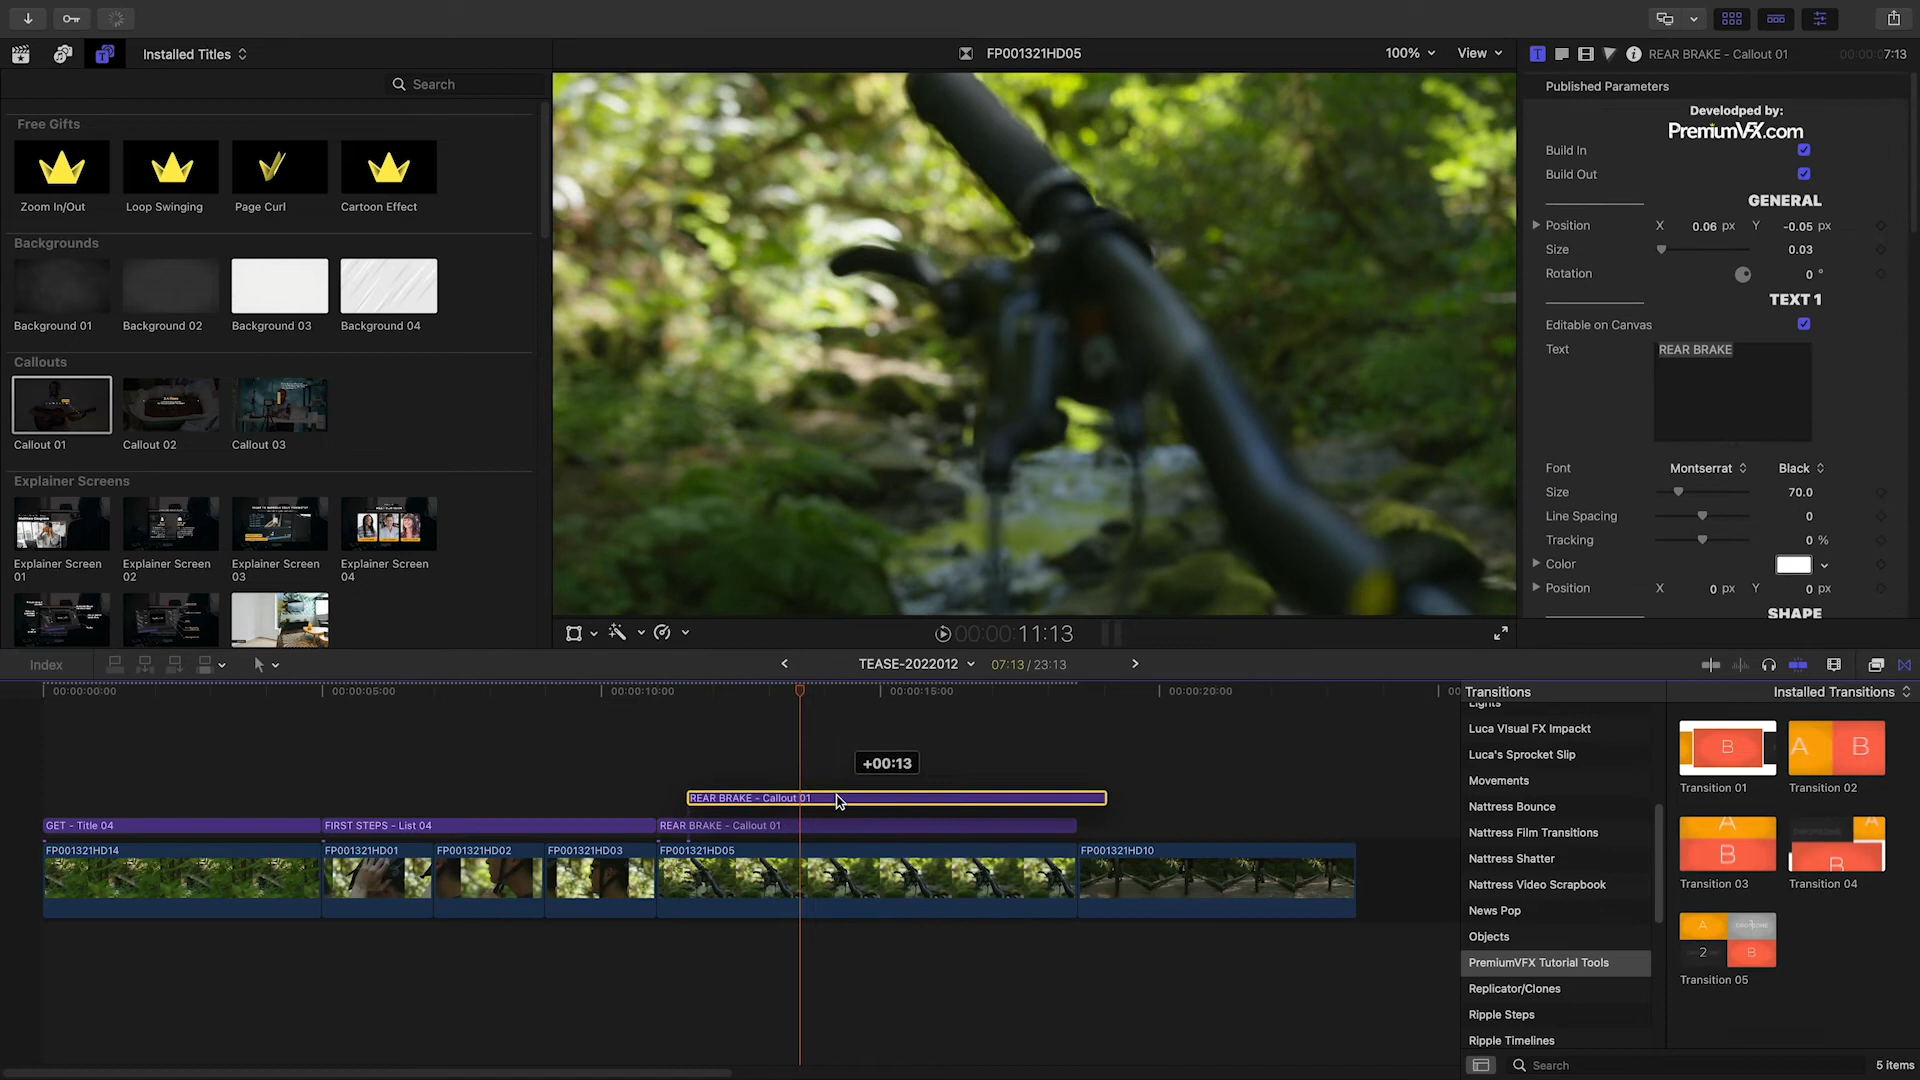 Installed Titles
FP001321HD05
100%
View
REAR BRAKE - Callout 01
00:00:07:13
Search
Free Gifts
Zoom In/Out
Loop Swinging
Page Curl
Cartoon Effect
Backgrounds
Background 01
Background 02
Background 03
Background 04
Callouts
Callout 01
Callout 02
Callout 03
Explainer Screens
Explainer Screen 01
Explainer Screen 02
Explainer Screen 03
Explainer Screen 04
Published Parameters
Develodped by:
PremiumVFX.com
Build In
Build Out
GENERAL
Position X 0.06 px Y -0.05 px
Size 0.03
Rotation 0 °
TEXT 1
Editable on Canvas
Text REAR BRAKE
Font Montserrat Black
Size 70.0
Line Spacing 0
Tracking 0 %
Color
Position X 0 px Y 0 px
SHAPE
00:00:11:13
Index
TEASE-2022012
07:13 / 23:13
00:00:00:00
00:00:05:00
00:00:10:00
00:00:15:00
00:00:20:00
+00:13
REAR BRAKE - Callout 01
GET - Title 04
FIRST STEPS - List 04
REAR BRAKE - Callout 01
FP001321HD14
FP001321HD01
FP001321HD02
FP001321HD03
FP001321HD05
FP001321HD10
Transitions
Installed Transitions
Lights
Luca Visual FX Impackt
Luca's Sprocket Slip
Movements
Nattress Bounce
Nattress Film Transitions
Nattress Shatter
Nattress Video Scrapbook
News Pop
Objects
PremiumVFX Tutorial Tools
Replicator/Clones
Ripple Steps
Ripple Timelines
B
Transition 01
A B
Transition 02
A
B
Transition 03
A
B
Transition 04
A
2 B
Transition 05
Search
5 items